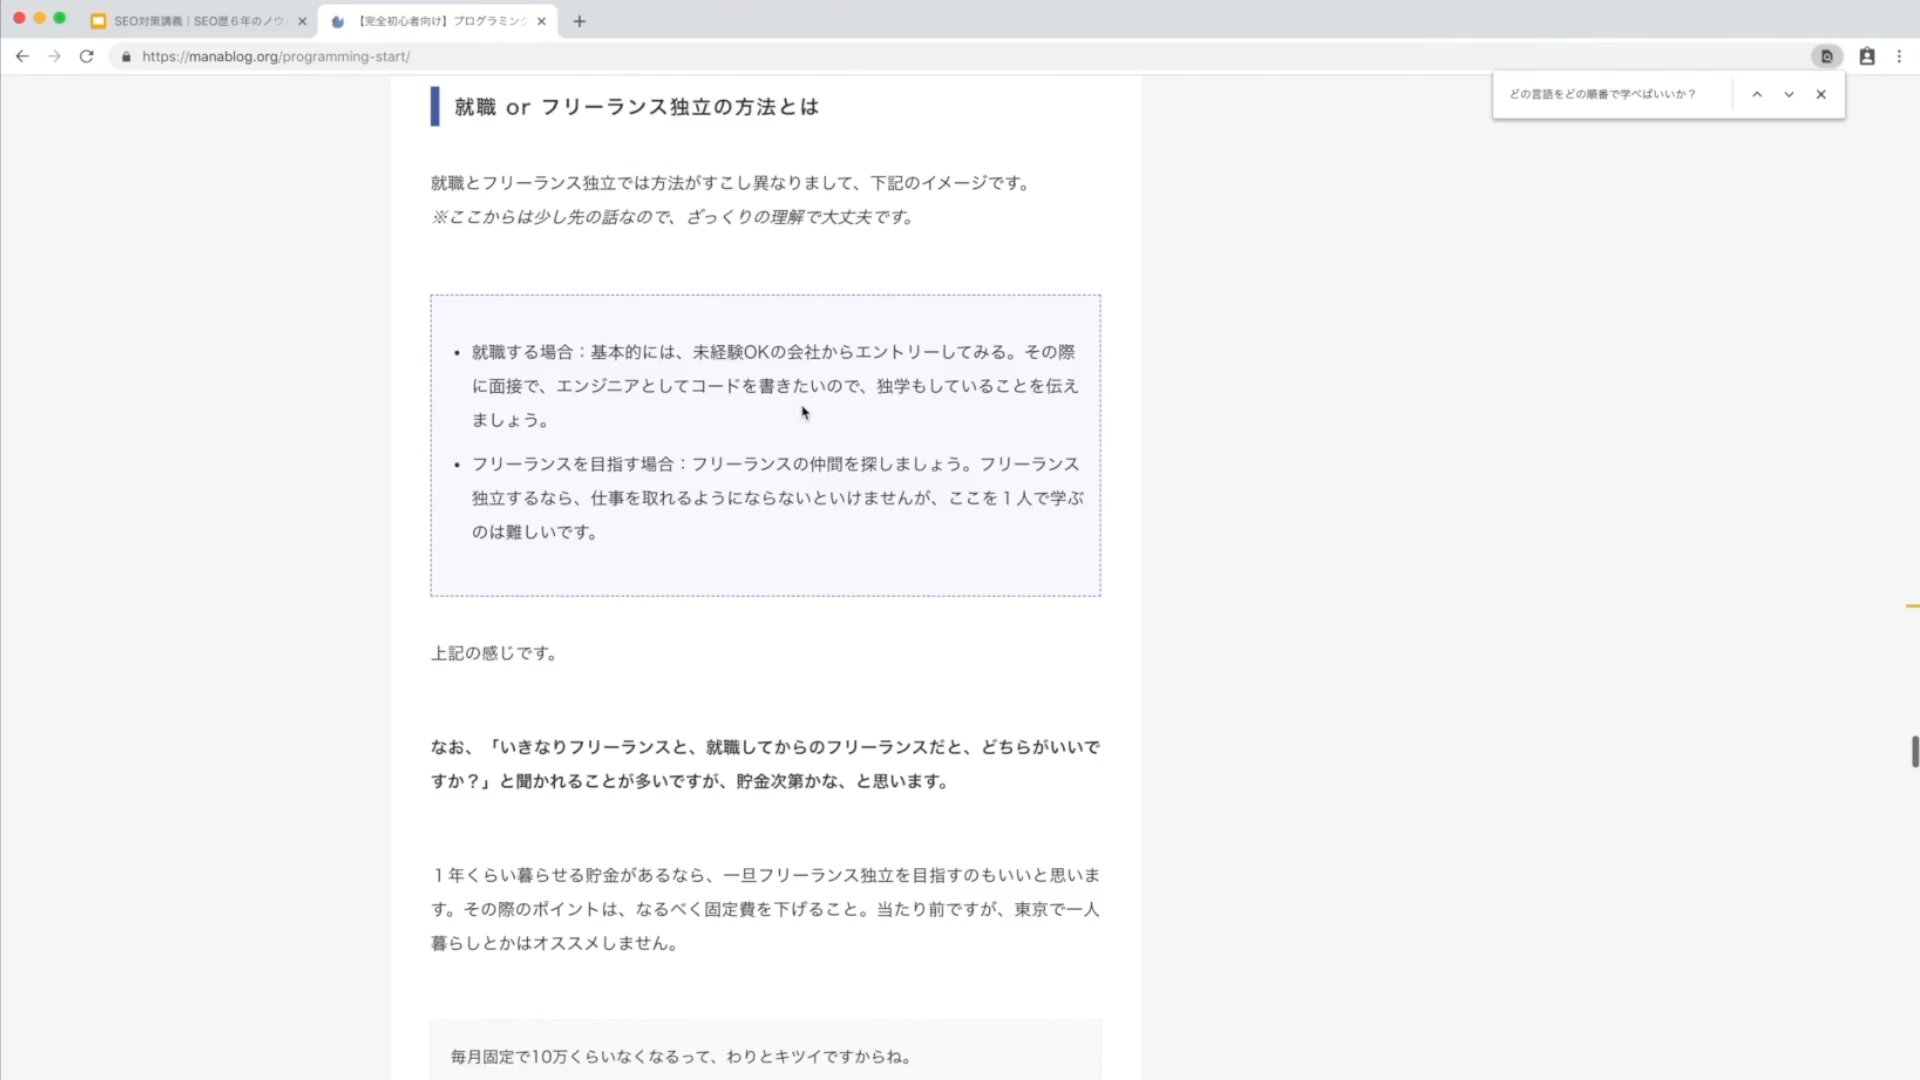 SEO対策講義｜SEO歴６年のノウ
【完全初心者向け】プログラミング
https://manablog.org/programming-start/
どの言語をどの順番で学べばいいか？
就職 or フリーランス独立の方法とは
就職とフリーランス独立では方法がすこし異なりまして、下記のイメージです。
※ここからは少し先の話なので、ざっくりの理解で大丈夫です。
• 就職する場合：基本的には、未経験OKの会社からエントリーしてみる。その際
に面接で、エンジニアとしてコードを書きたいので、独学もしていることを伝え
ましょう。
• フリーランスを目指す場合：フリーランスの仲間を探しましょう。フリーランス
独立するなら、仕事を取れるようにならないといけませんが、ここを１人で学ぶ
のは難しいです。
上記の感じです。
なお、「いきなりフリーランスと、就職してからのフリーランスだと、どちらがいいで
すか？」と聞かれることが多いですが、貯金次第かな、と思います。
１年くらい暮らせる貯金があるなら、一旦フリーランス独立を目指すのもいいと思いま
す。その際のポイントは、なるべく固定費を下げること。当たり前ですが、東京で一人
暮らしとかはオススメしません。
毎月固定で10万くらいなくなるって、わりとキツイですからね。